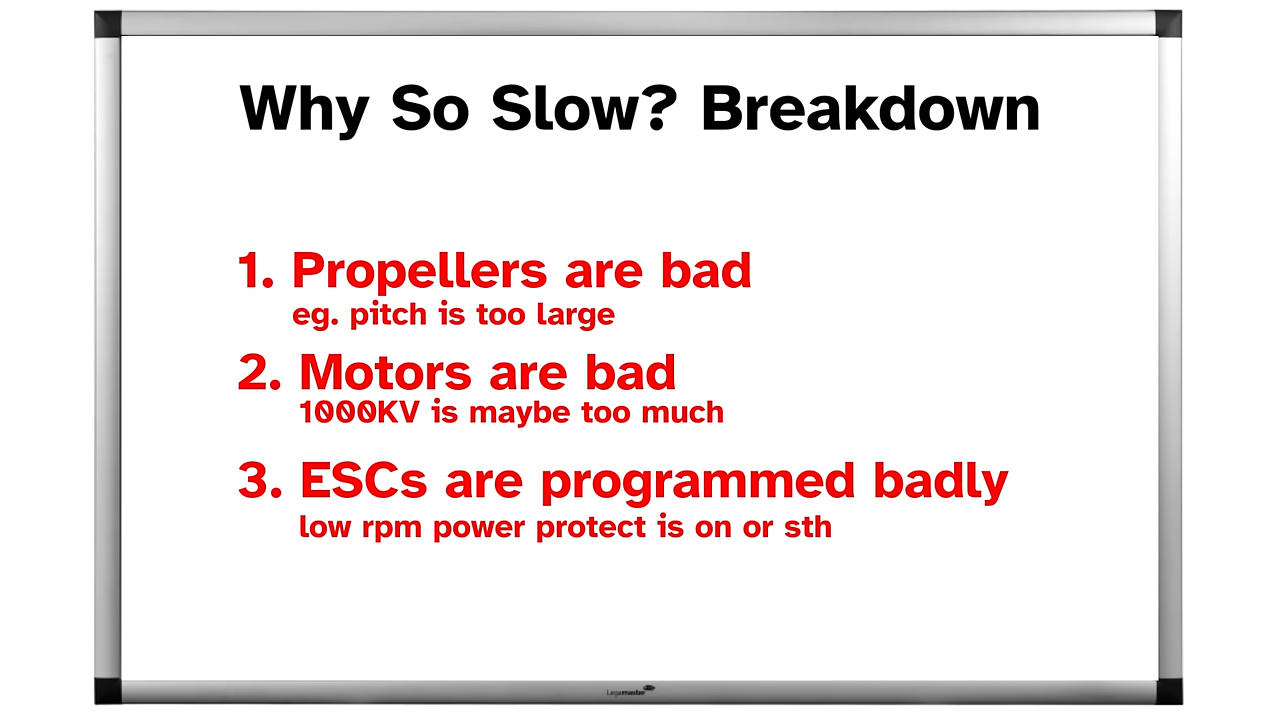 Why So Slow? Breakdown
1. Propellers are bad
eg. pitch is too large
2. Motors are bad
1000KV is maybe too much
3. ESCs are programmed badly
low rpm power protect is on or sth
Legamaster